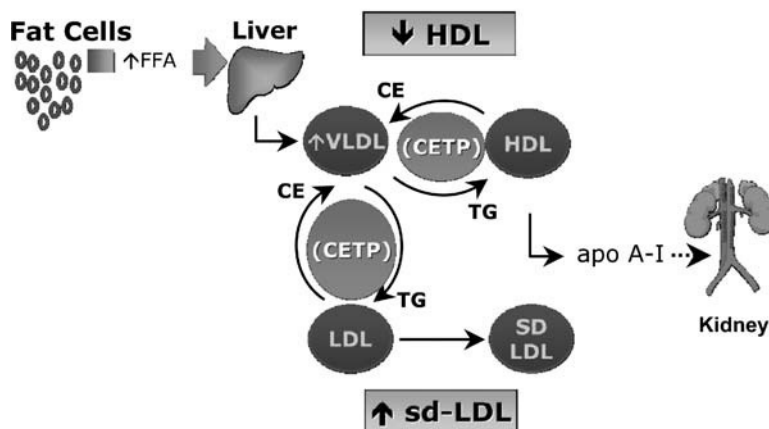 Fat Cells
↑FFA
Liver
↓ HDL
CE
↑VLDL
(CETP)
HDL
TG
CE
(CETP)
TG
apo A-I
Kidney
LDL
SD
LDL
↑ sd-LDL